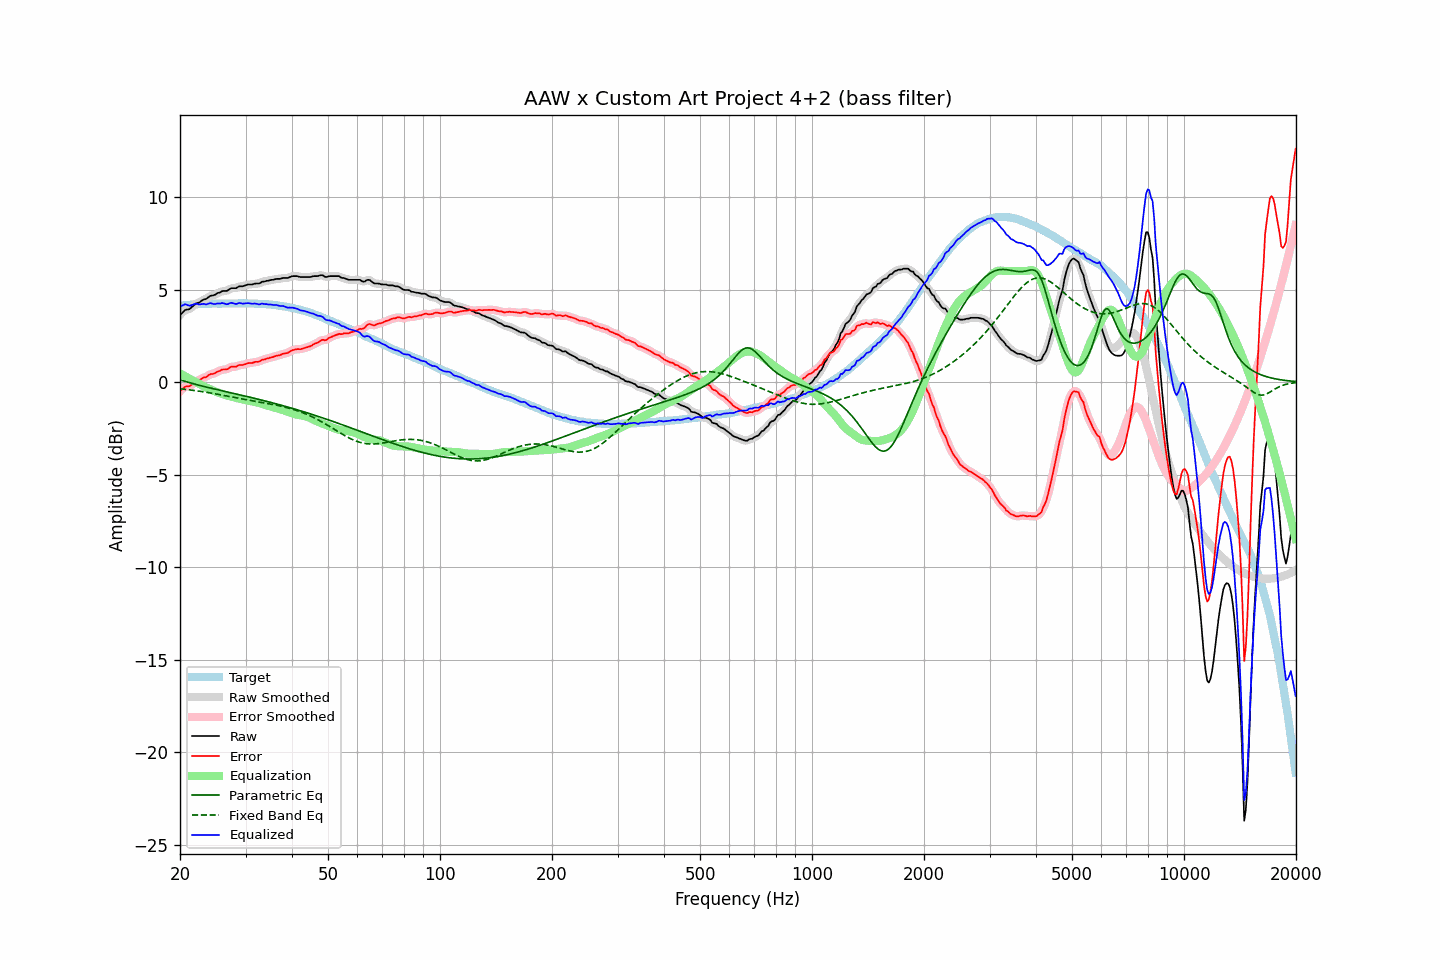 AAW x Custom Art Project 4+2 (bass filter)
Amplitude (dBr)
10
5
0
−5
−10
−15
−20
−25
Target
Raw Smoothed
Error Smoothed
Raw
Error
Equalization
Parametric Eq
Fixed Band Eq
Equalized
20 50 100 200 500 1000 2000 5000 10000 20000
Frequency (Hz)